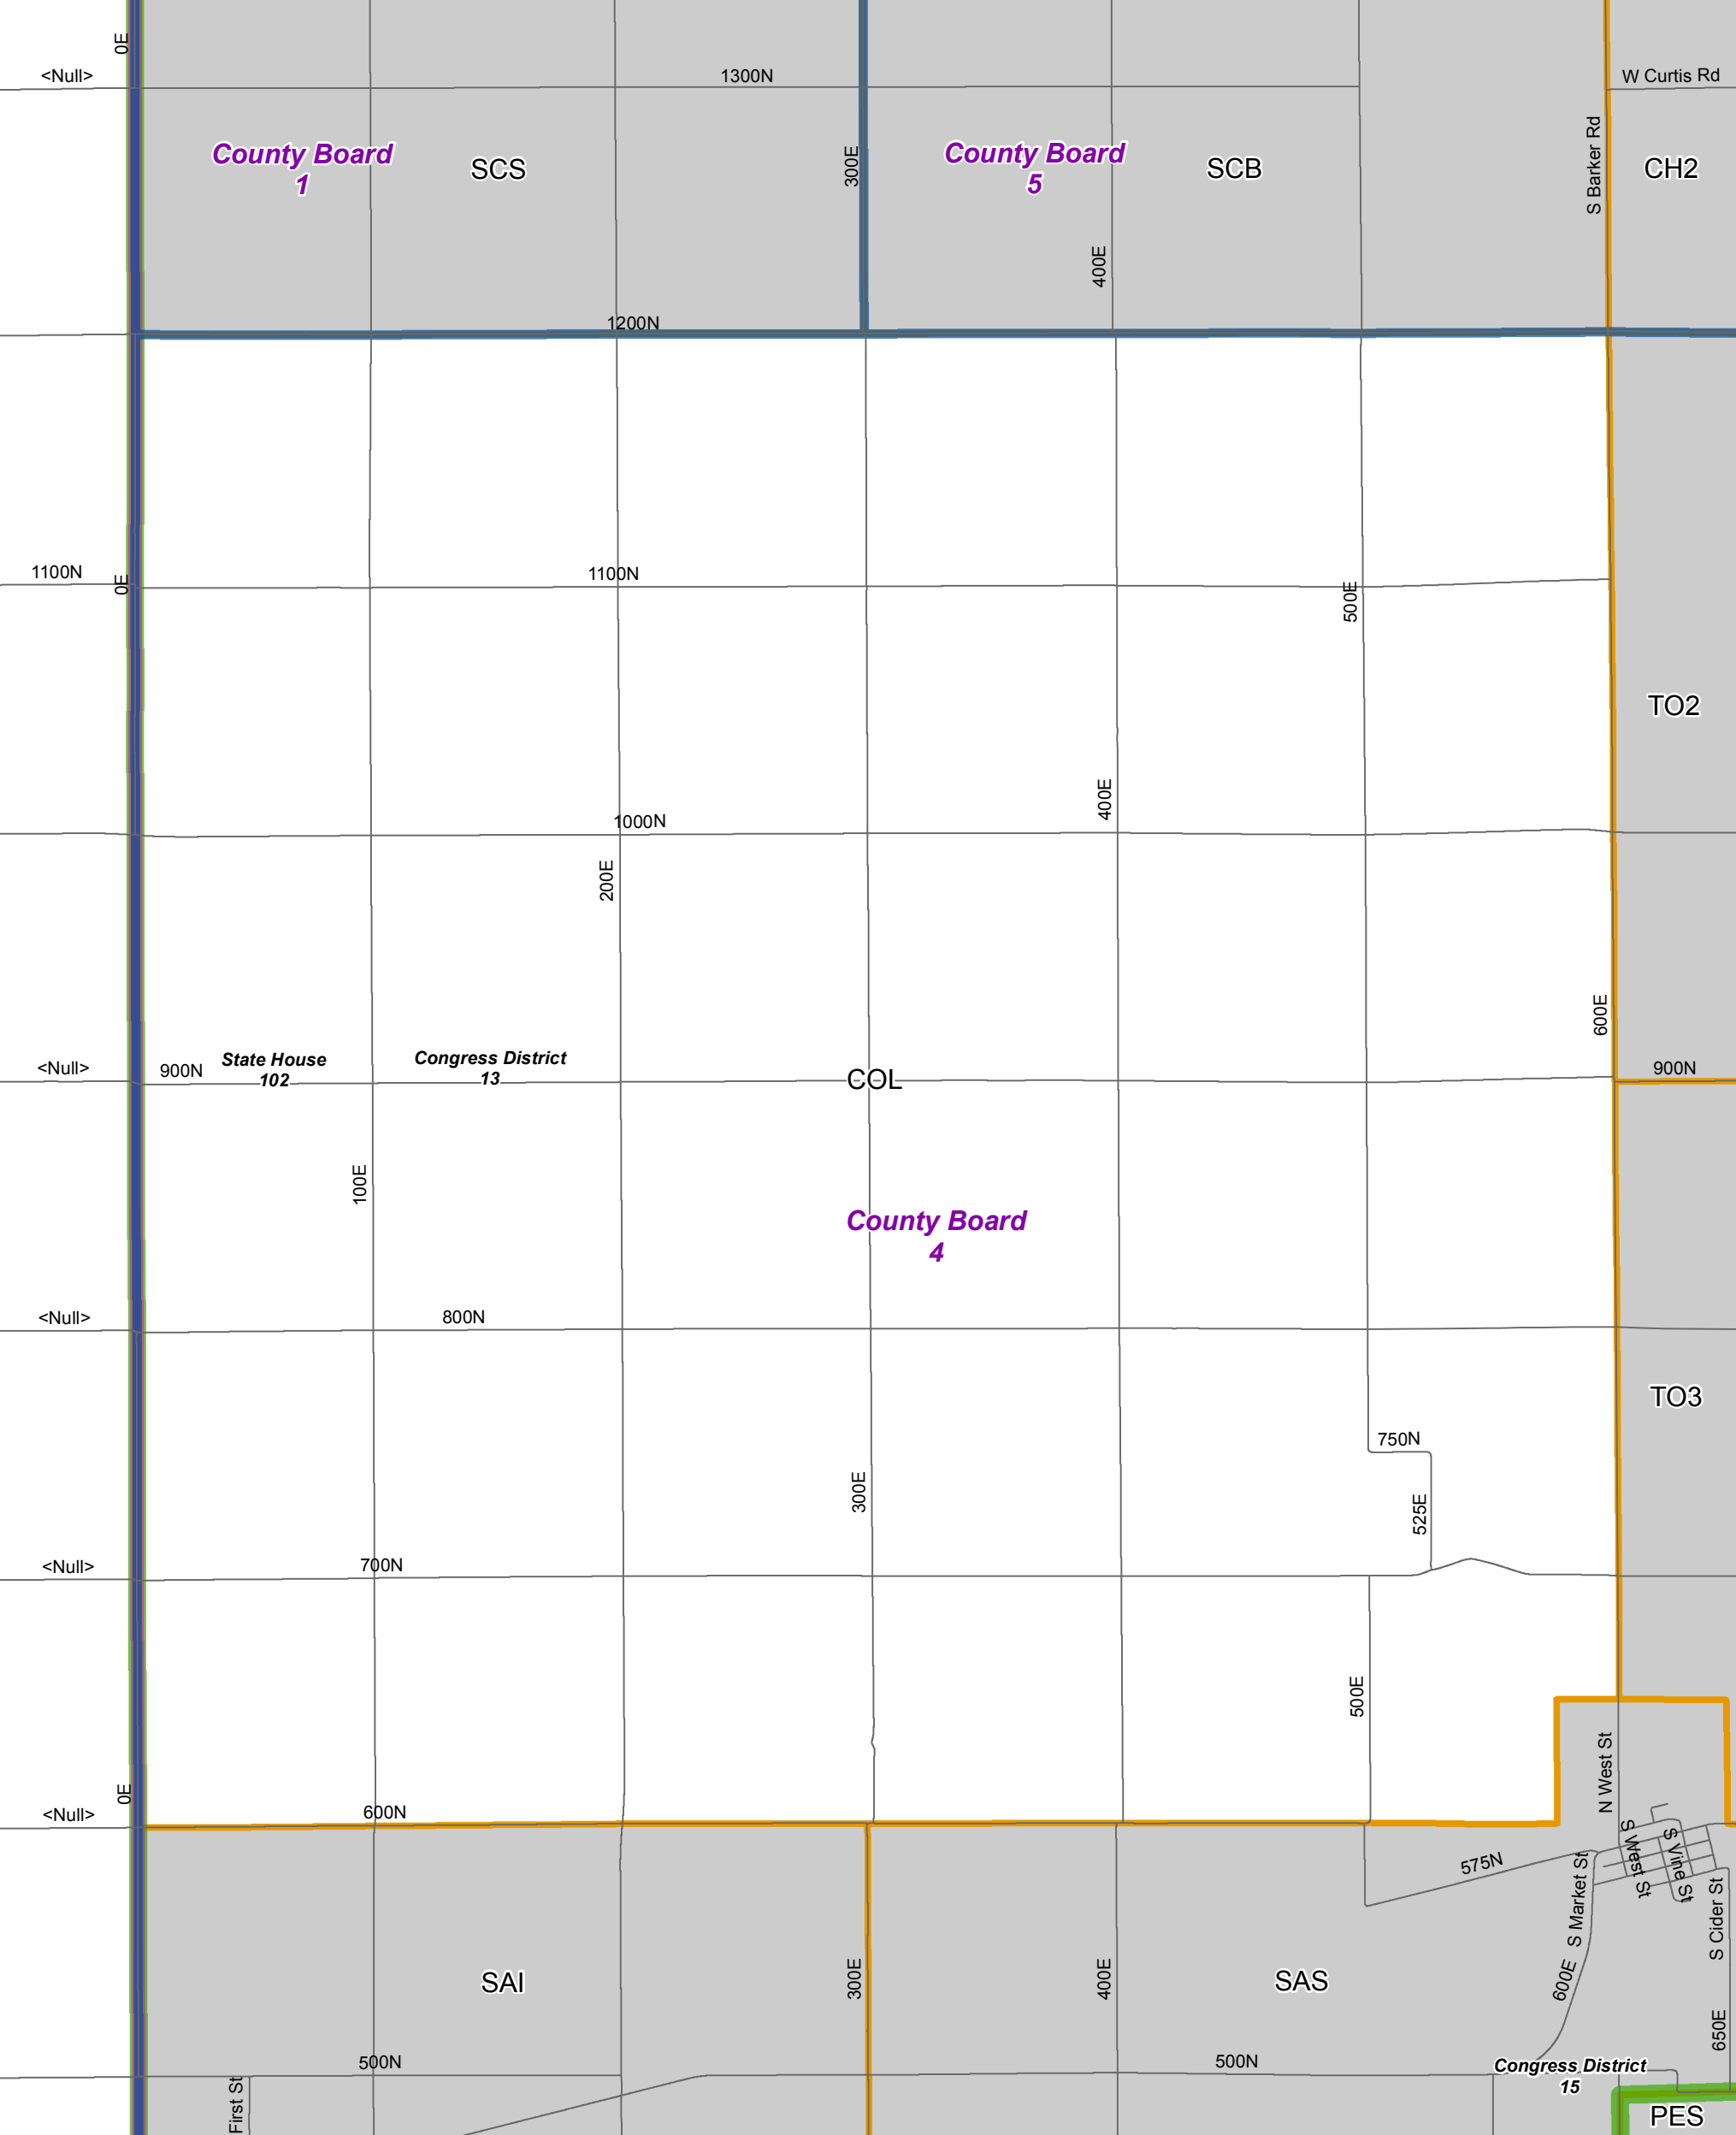 0E
<Null>
1300N
W Curtis Rd
County Board
1
SCS
300E
County Board
5
SCB
S Barker Rd
CH2
400E
1200N
1100N
0E
1100N
500E
TO2
400E
1000N
200E
600E
<Null>
900N
State House
102
Congress District
13
COL
900N
100E
County Board
4
<Null>
800N
TO3
750N
300E
525E
<Null>
700N
500E
N West St
0E
<Null>
600N
S West St
S Vine St
575N
S Market St
S Cider St
SAI
300E
400E
SAS
600E
650E
500N
500N
Congress District
15
First St
PES